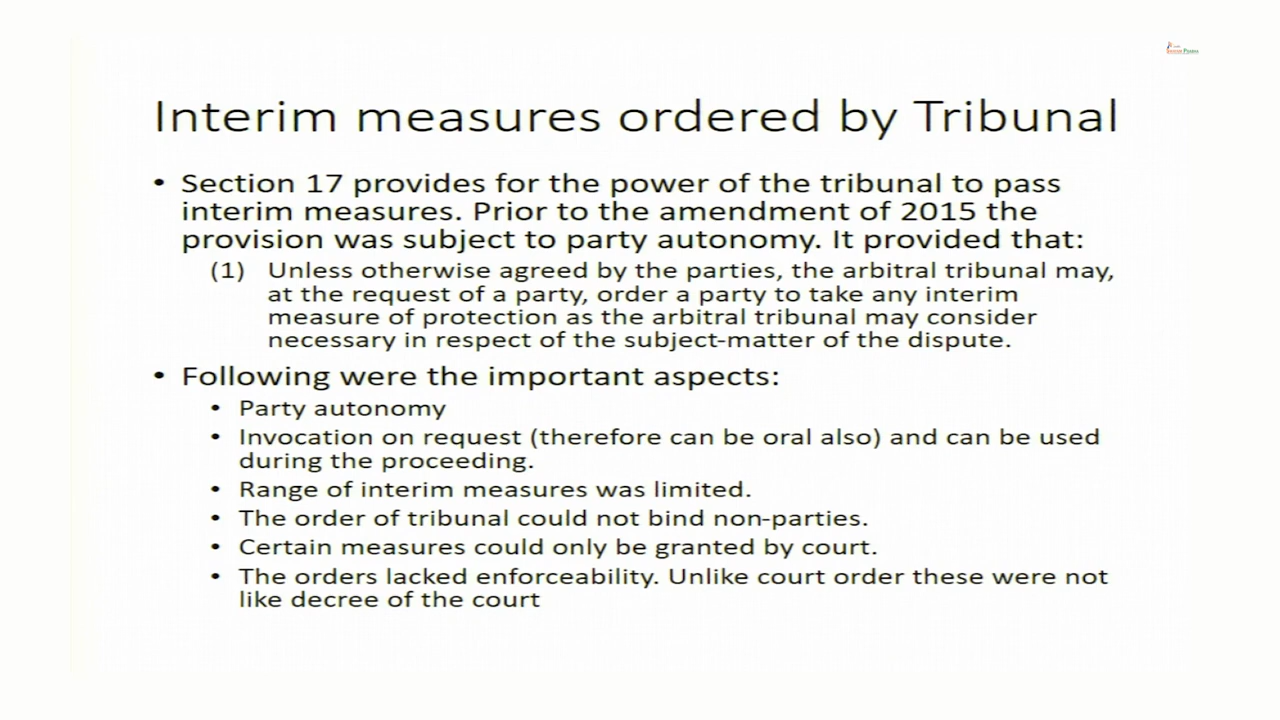 Interim measures ordered by Tribunal
• Section 17 provides for the power of the tribunal to pass
interim measures. Prior to the amendment of 2015 the
provision was subject to party autonomy. It provided that:
(1) Unless otherwise agreed by the parties, the arbitral tribunal may,
at the request of a party, order a party to take any interim
measure of protection as the arbitral tribunal may consider
necessary in respect of the subject-matter of the dispute.
• Following were the important aspects:
• Party autonomy
• Invocation on request (therefore can be oral also) and can be used
during the proceeding.
• Range of interim measures was limited.
• The order of tribunal could not bind non-parties.
• Certain measures could only be granted by court.
• The orders lacked enforceability. Unlike court order these were not
like decree of the court